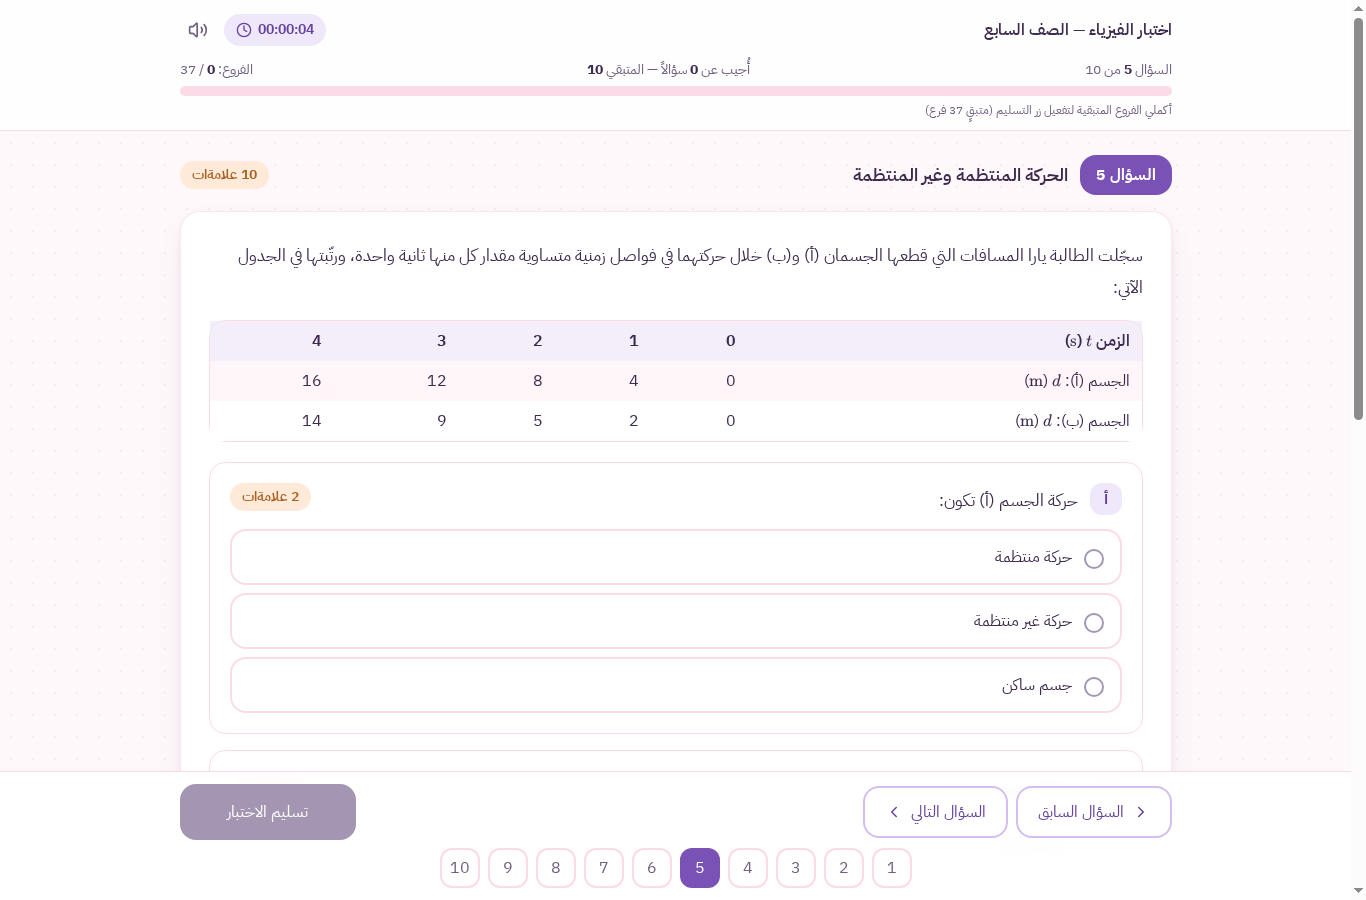 اختبار الفيزياء — الصف السابع
00:00:04
السؤال 5 من 10
أُجيب عن 0 سؤالاً — المتبقي 10
الفروع: 0 / 37
أكملي الفروع المتبقية لتفعيل زر التسليم (متبقٍ 37 فرع)
السؤال 5
الحركة المنتظمة وغير المنتظمة
10 علامات
سجّلت الطالبة يارا المسافات التي قطعها الجسمان (أ) و(ب) خلال حركتهما في فواصل زمنية متساوية مقدار كل منها ثانية واحدة، ورتّبتها في الجدول
الآتي:
الزمن t (s) 0 1 2 3 4
الجسم (أ): d (m) 0 4 8 12 16
الجسم (ب): d (m) 0 2 5 9 14
أ
حركة الجسم (أ) تكون:
2 علامات
حركة منتظمة
حركة غير منتظمة
جسم ساكن
السؤال السابق
السؤال التالي
تسليم الاختبار
1 2 3 4 5 6 7 8 9 10